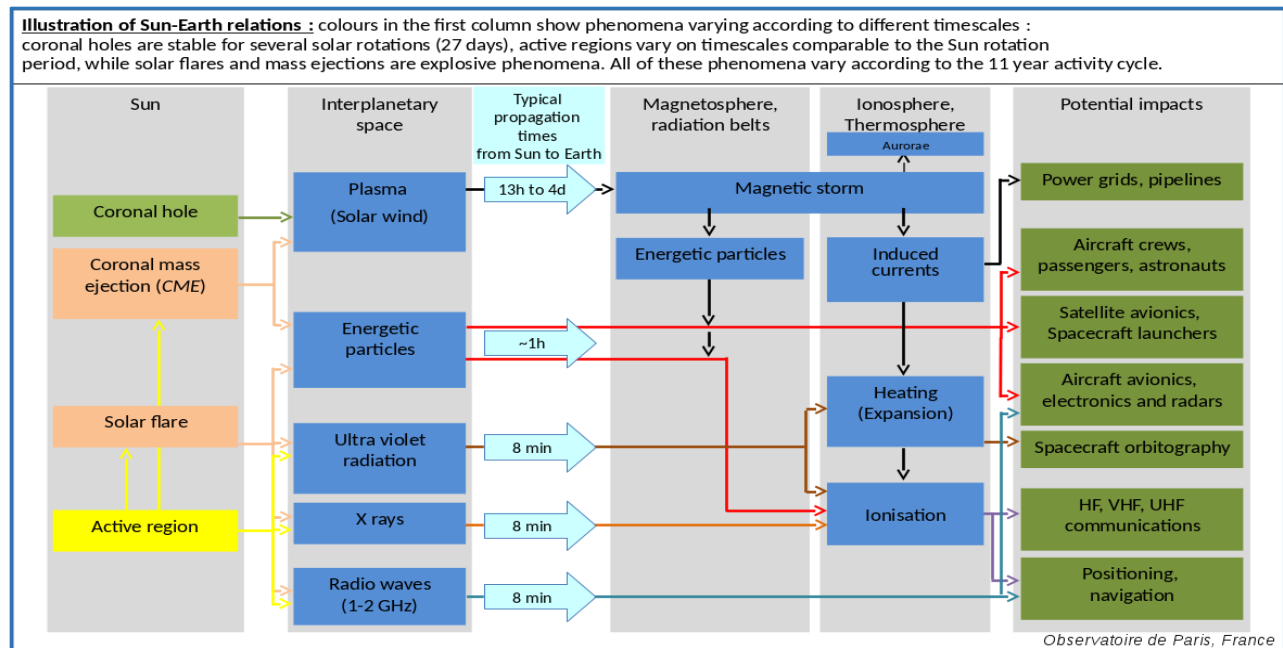 Illustration of Sun-Earth relations : colours in the first column show phenomena varying according to different timescales :
coronal holes are stable for several solar rotations (27 days), active regions vary on timescales comparable to the Sun rotation
period, while solar flares and mass ejections are explosive phenomena. All of these phenomena vary according to the 11 year activity cycle.
Sun
Coronal hole
Coronal mass
ejection (CME)
Solar flare
Active region
Interplanetary
space
Plasma
(Solar wind)
Energetic
particles
Ultra violet
radiation
X rays
Radio waves
(1-2 GHz)
Typical
propagation
times
from Sun to Earth
13h to 4d
~1h
8 min
8 min
8 min
Magnetosphere,
radiation belts
Magnetic storm
Energetic particles
Ionosphere,
Thermosphere
Aurorae
Induced
currents
Heating
(Expansion)
Ionisation
Potential impacts
Power grids, pipelines
Aircraft crews,
passengers, astronauts
Satellite avionics,
Spacecraft launchers
Aircraft avionics,
electronics and radars
Spacecraft orbitography
HF, VHF, UHF
communications
Positioning,
navigation
Observatoire de Paris, France